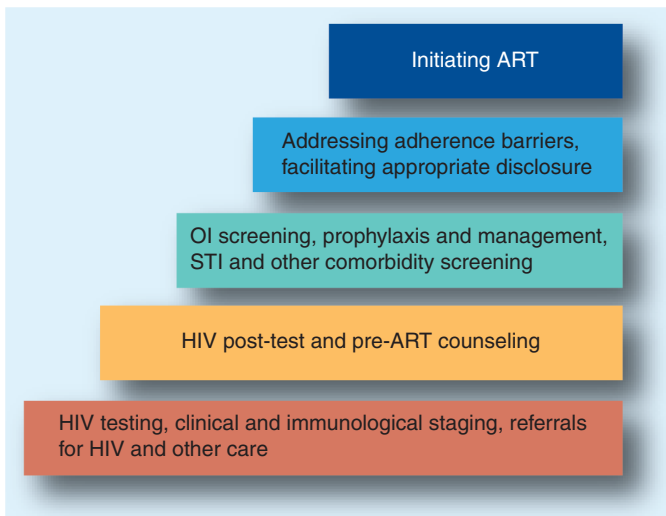 Initiating ART
Addressing adherence barriers,
facilitating appropriate disclosure
OI screening, prophylaxis and management,
STI and other comorbidity screening
HIV post-test and pre-ART counseling
HIV testing, clinical and immunological staging, referrals
for HIV and other care